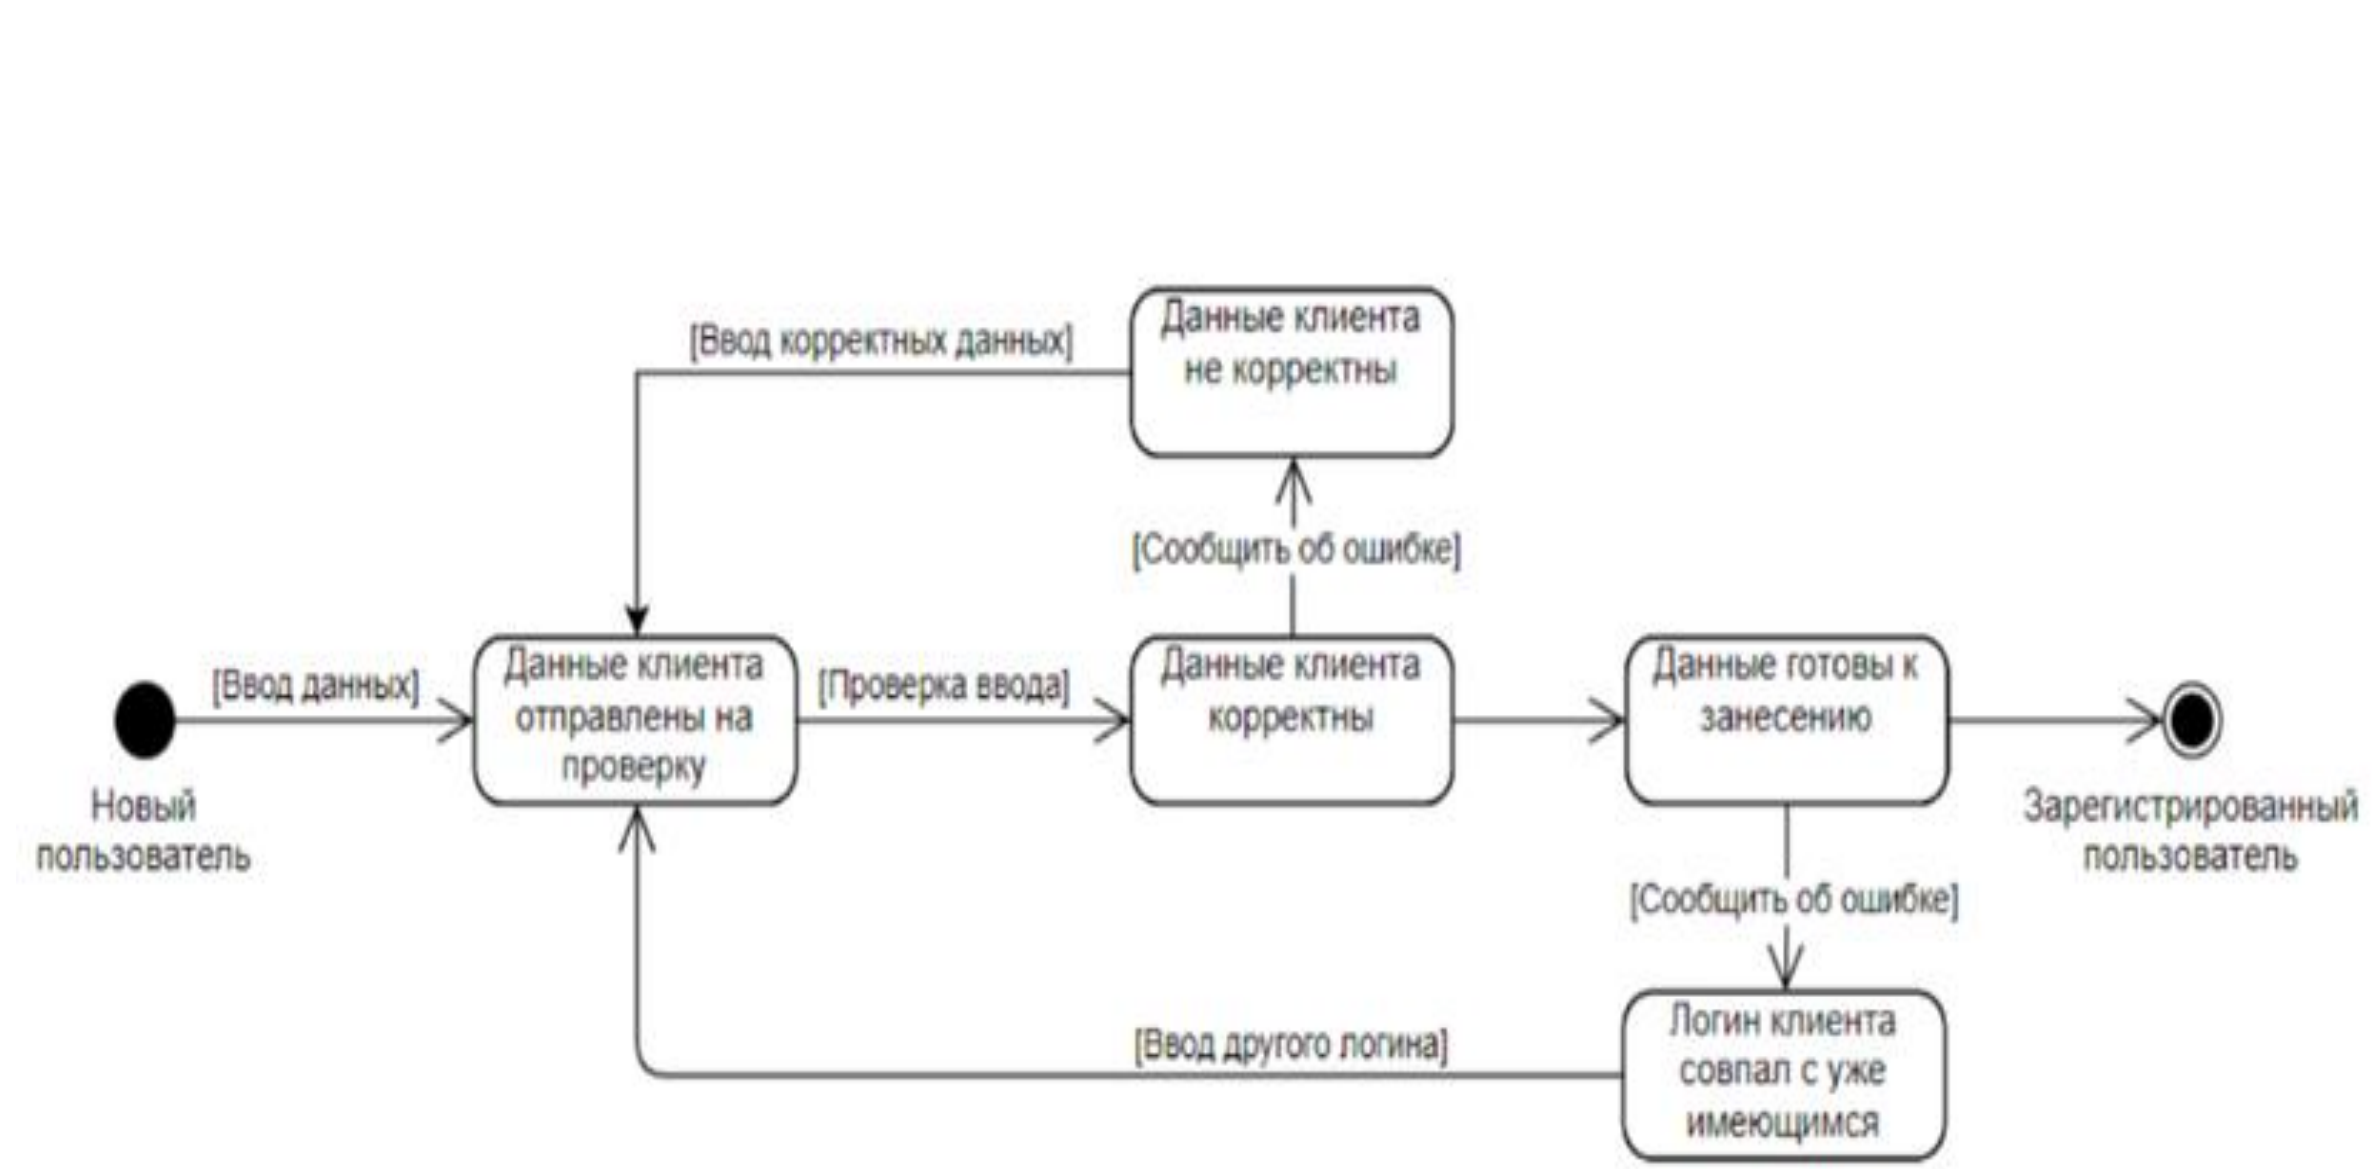 Данные клиента
не корректны
[Ввод корректных данных]
[Сообщить об ошибке]
[Ввод данных]
Новый
пользователь
Данные клиента
отправлены на
проверку
[Проверка ввода]
Данные клиента
корректны
Данные готовы к
занесению
Зарегистрированный
пользователь
[Сообщить об ошибке]
[Ввод другого логина]
Логин клиента
совпал с уже
имеющимся